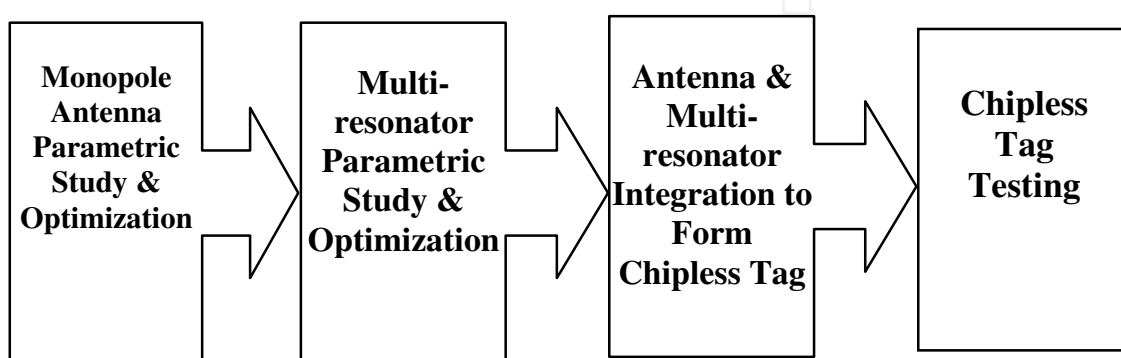 Monopole
Antenna
Parametric
Study &
Optimization
Multi-
resonator
Parametric
Study &
Optimization
Antenna &
Multi-
resonator
Integration to
Form
Chipless Tag
Chipless
Tag
Testing